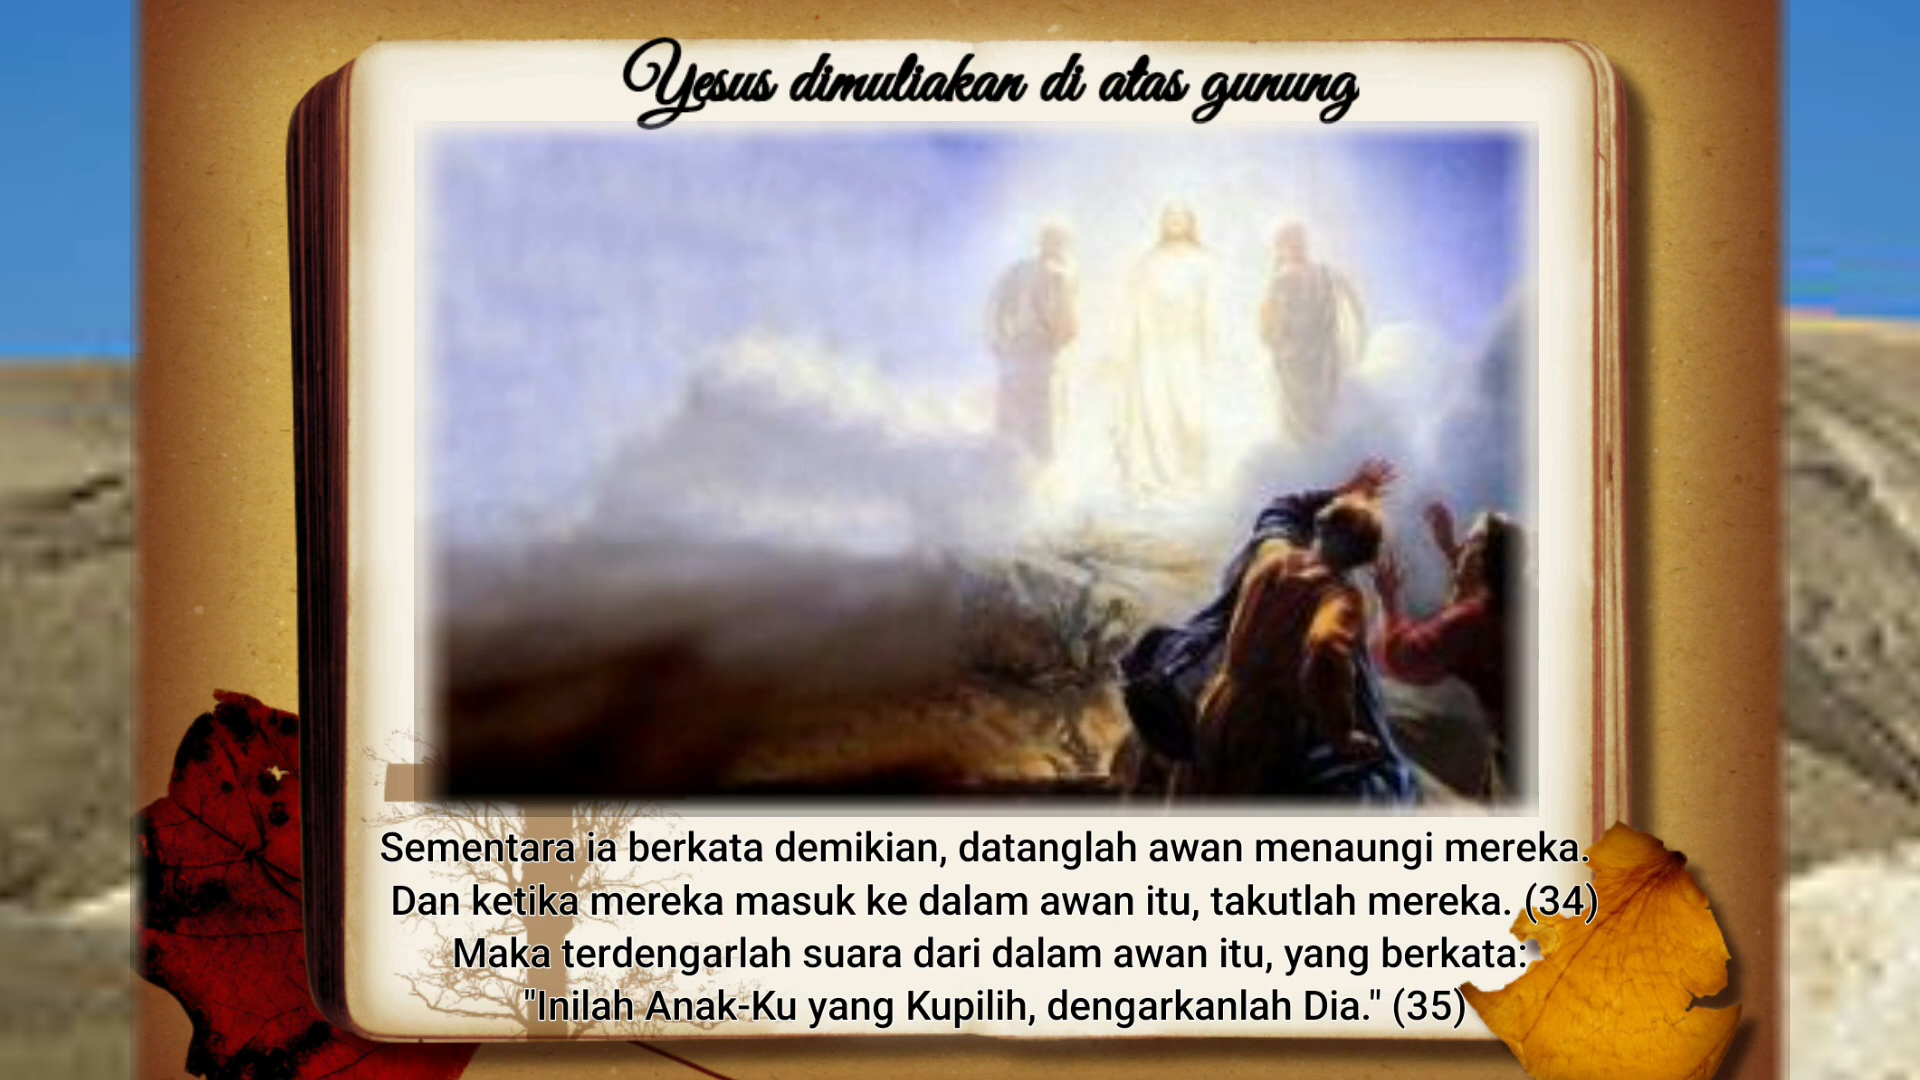 Yesus dimuliakan di atas gunung
Sementara ia berkata demikian, datanglah awan menaungi mereka.
Dan ketika mereka masuk ke dalam awan itu, takutlah mereka. (34)
Maka terdengarlah suara dari dalam awan itu, yang berkata:
"Inilah Anak-Ku yang Kupilih, dengarkanlah Dia." (35)